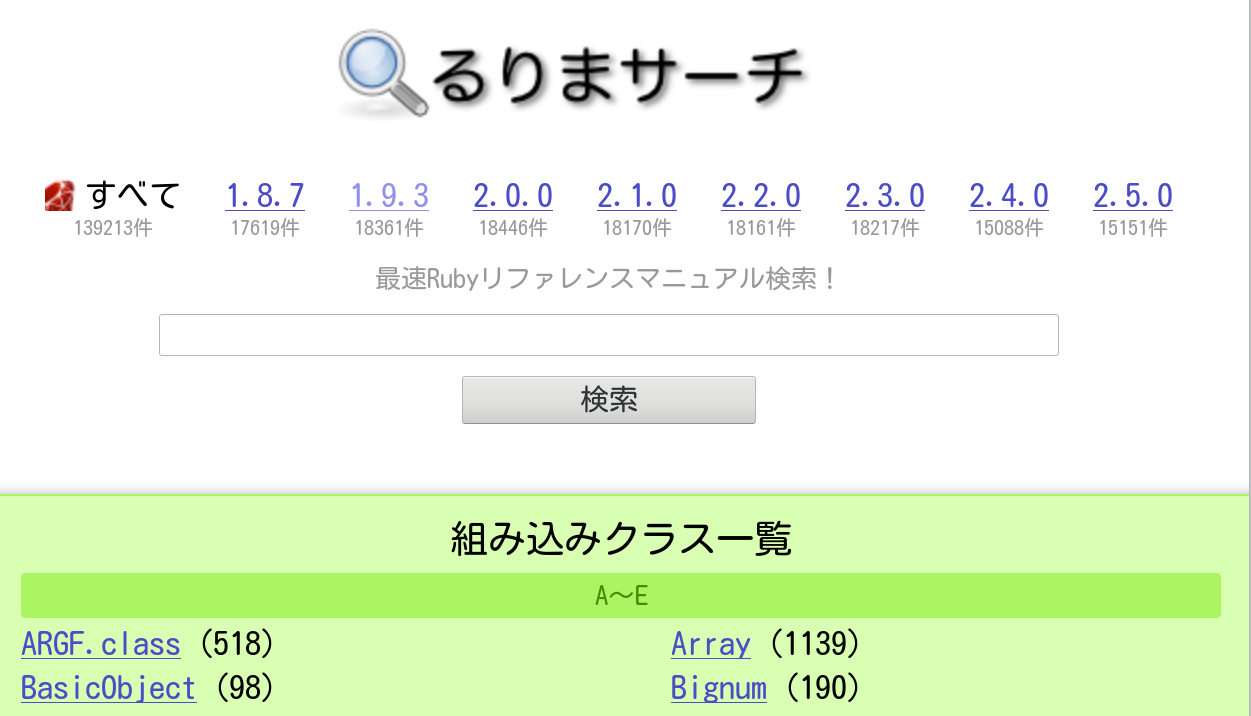 るりまサーチ
すべて 1.8.7 1.9.3 2.0.0 2.1.0 2.2.0 2.3.0 2.4.0 2.5.0
139213件 17619件 18361件 18446件 18170件 18161件 18217件 15088件 15151件
最速Rubyリファレンスマニュアル検索！
検索
組み込みクラス一覧
A〜E
ARGF.class (518) Array (1139)
BasicObject (98) Bignum (190)